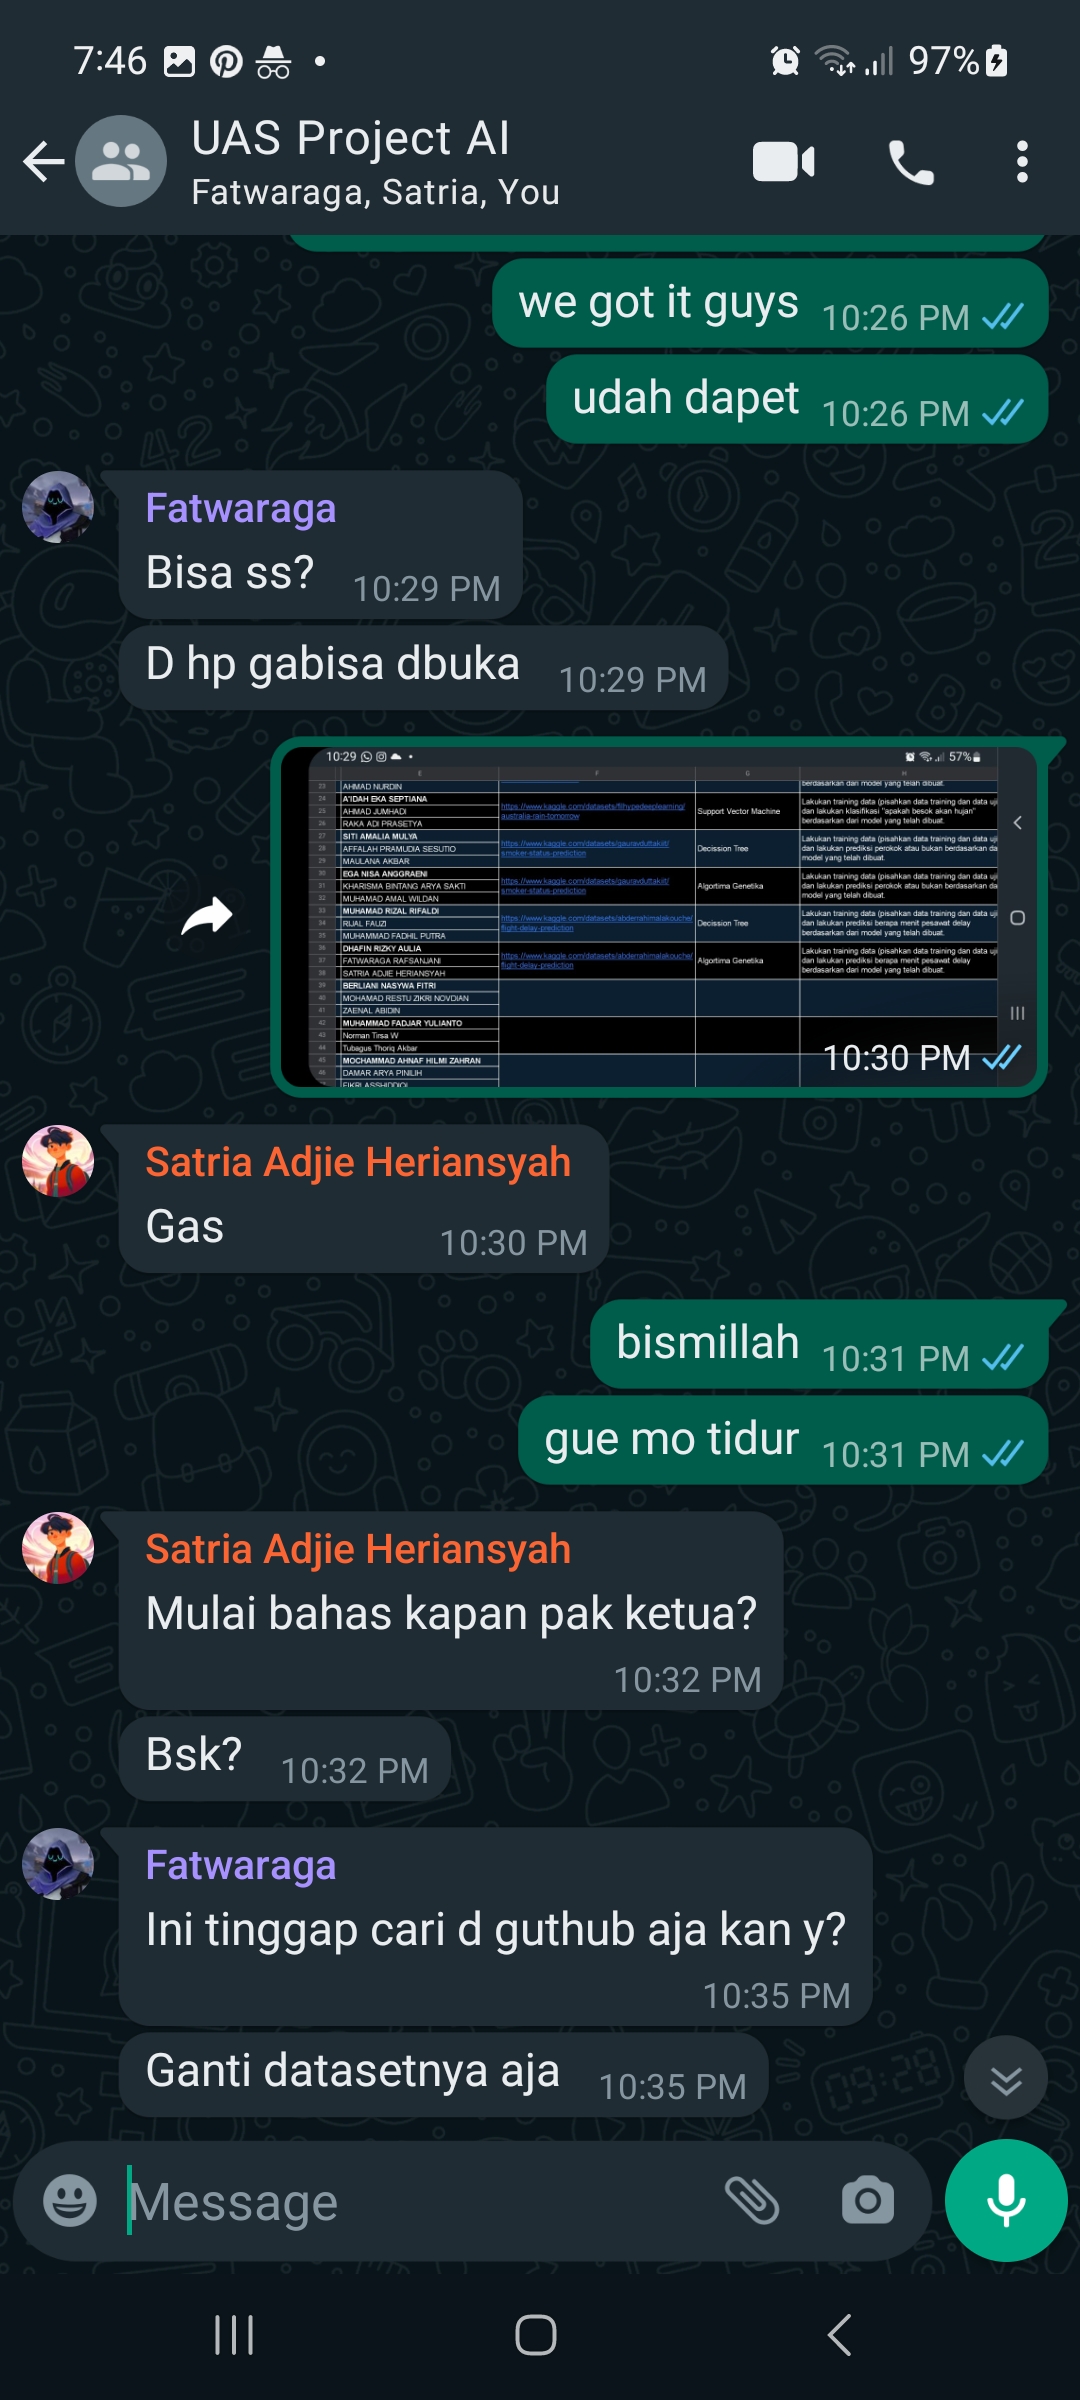 7:46
97%
UAS Project AI
Fatwaraga, Satria, You
we got it guys 10:26 PM
udah dapet 10:26 PM
Fatwaraga
Bisa ss? 10:29 PM
D hp gabisa dbuka 10:29 PM
10:29 57%
E F G H
23 AHMAD NURDIN berdasarkan dari model yang telah dibuat.
24 A'IDAH EKA SEPTIANA
25 AHMAD JUMHADI
26 RAKA ADI PRASETYA
https://www.kaggle.com/datasets/filhypedeeplearning/
australia-rain-tomorrow
Support Vector Machine
Lakukan training data (pisahkan data training dan data uji
dan lakukan klasifikasi "apakah besok akan hujan"
berdasarkan dari model yang telah dibuat.
27 SITI AMALIA MULYA
28 AFFALAH PRAMUDIA SESUTIO
29 MAULANA AKBAR
https://www.kaggle.com/datasets/gauravduttakiit/
smoker-status-prediction
Decission Tree
Lakukan training data (pisahkan data training dan data uji
dan lakukan prediksi perokok atau bukan berdasarkan da
model yang telah dibuat.
30 EGA NISA ANGGRAENI
31 KHARISMA BINTANG ARYA SAKTI
32 MUHAMAD AMAL WILDAN
https://www.kaggle.com/datasets/gauravduttakiit/
smoker-status-prediction
Algortima Genetika
Lakukan training data (pisahkan data training dan data uji
dan lakukan prediksi perokok atau bukan berdasarkan da
model yang telah dibuat.
33 MUHAMAD RIZAL RIFALDI
34 RIJAL FAUZI
35 MUHAMMAD FADHIL PUTRA
https://www.kaggle.com/datasets/abderrahimalakouche/
flight-delay-prediction
Decission Tree
Lakukan training data (pisahkan data training dan data uji
dan lakukan prediksi berapa menit pesawat delay
berdasarkan dari model yang telah dibuat.
36 DHAFIN RIZKY AULIA
37 FATWARAGA RAFSANJANI
38 SATRIA ADJIE HERIANSYAH
https://www.kaggle.com/datasets/abderrahimalakouche/
flight-delay-prediction
Algortima Genetika
Lakukan training data (pisahkan data training dan data uji
dan lakukan prediksi berapa menit pesawat delay
berdasarkan dari model yang telah dibuat.
39 BERLIANI NASYWA FITRI
40 MOHAMAD RESTU ZIKRI NOVDIAN
41 ZAENAL ABIDIN
42 MUHAMMAD FADJAR YULIANTO
43 Norman Tirsa W
44 Tubagus Thoriq Akbar
45 MOCHAMMAD AHNAF HILMI ZAHRAN
46 DAMAR ARYA PINILIH
FIKRI ASSHIDDIQI
10:30 PM
Satria Adjie Heriansyah
Gas 10:30 PM
bismillah 10:31 PM
gue mo tidur 10:31 PM
Satria Adjie Heriansyah
Mulai bahas kapan pak ketua?
10:32 PM
Bsk? 10:32 PM
Fatwaraga
Ini tinggap cari d guthub aja kan y?
10:35 PM
Ganti datasetnya aja 10:35 PM
Message